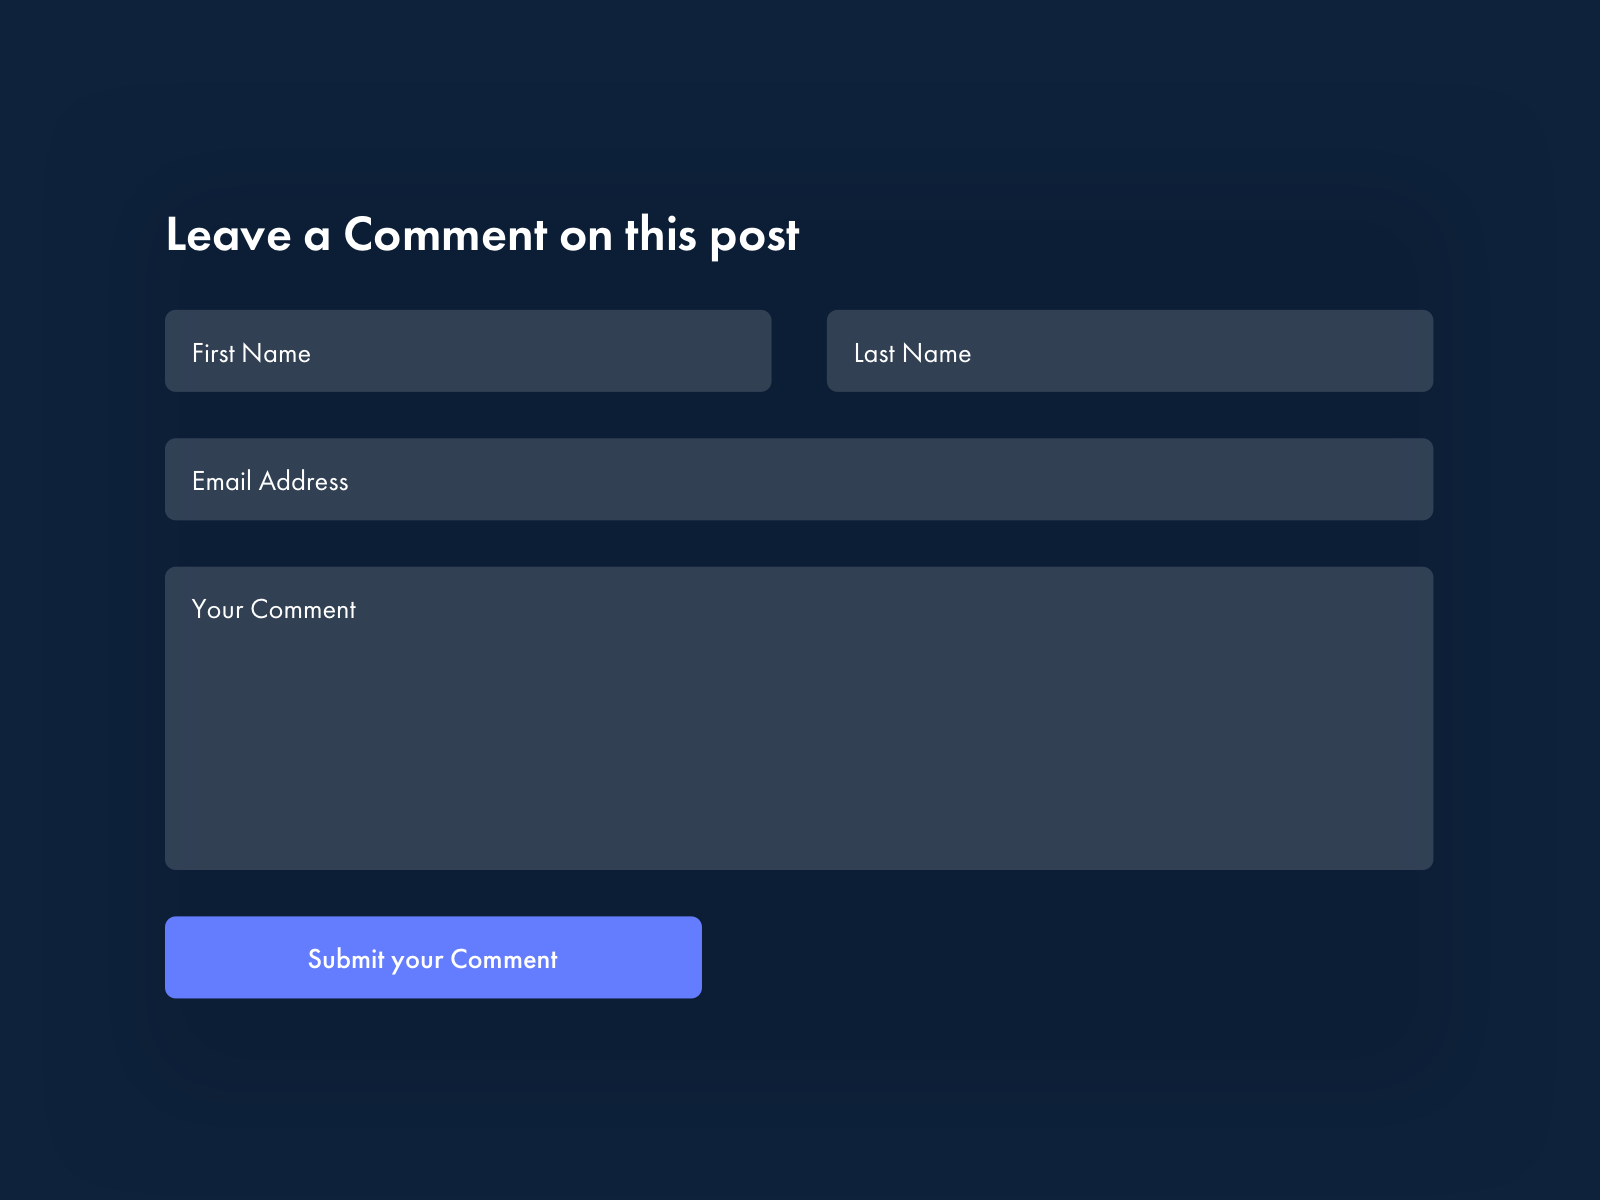 Leave a Comment on this post
First Name
Last Name
Email Address
Your Comment
Submit your Comment